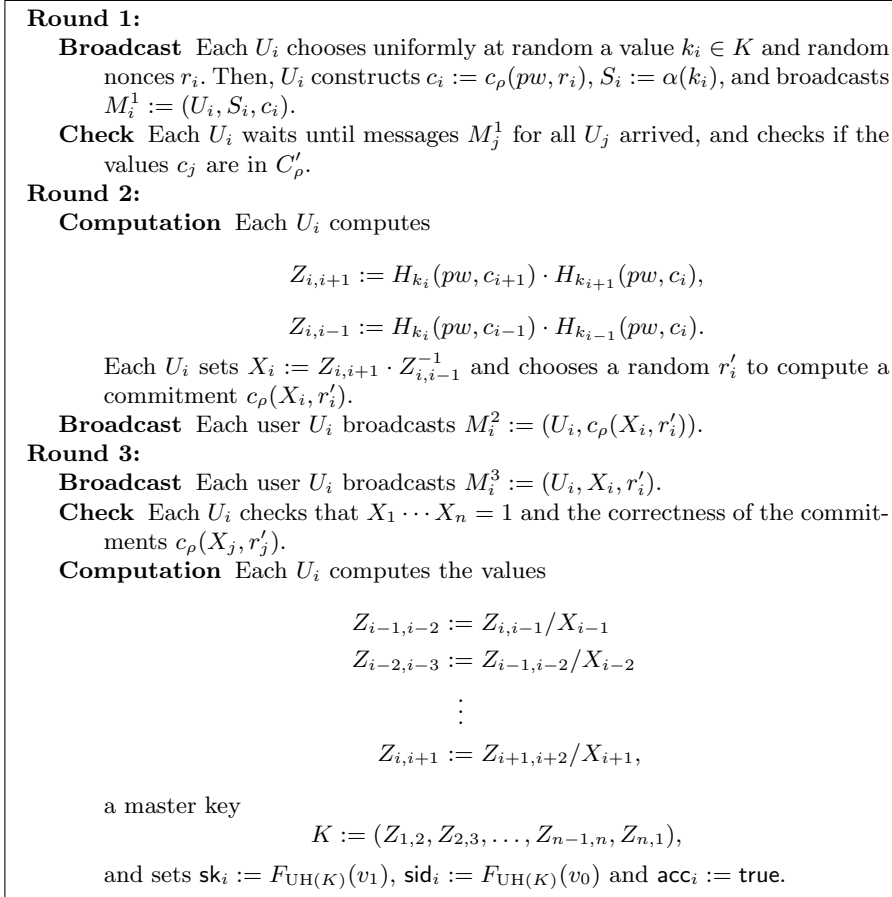 Round 1:
Broadcast Each U_i chooses uniformly at random a value k_i ∈ K and random
nonces r_i. Then, U_i constructs c_i := c_ρ(pw, r_i), S_i := α(k_i), and broadcasts
M_i^1 := (U_i, S_i, c_i).
Check Each U_i waits until messages M_j^1 for all U_j arrived, and checks if the
values c_j are in C'_ρ.
Round 2:
Computation Each U_i computes
Z_{i,i+1} := H_{k_i}(pw, c_{i+1}) · H_{k_{i+1}}(pw, c_i),
Z_{i,i−1} := H_{k_i}(pw, c_{i−1}) · H_{k_{i−1}}(pw, c_i).
Each U_i sets X_i := Z_{i,i+1} · Z_{i,i−1}^{−1} and chooses a random r'_i to compute a
commitment c_ρ(X_i, r'_i).
Broadcast Each user U_i broadcasts M_i^2 := (U_i, c_ρ(X_i, r'_i)).
Round 3:
Broadcast Each user U_i broadcasts M_i^3 := (U_i, X_i, r'_i).
Check Each U_i checks that X_1 ··· X_n = 1 and the correctness of the commit-
ments c_ρ(X_j, r'_j).
Computation Each U_i computes the values
Z_{i−1,i−2} := Z_{i,i−1}/X_{i−1}
Z_{i−2,i−3} := Z_{i−1,i−2}/X_{i−2}
⋮
Z_{i,i+1} := Z_{i+1,i+2}/X_{i+1},
a master key
K := (Z_{1,2}, Z_{2,3}, . . . , Z_{n−1,n}, Z_{n,1}),
and sets sk_i := F_{UH(K)}(v_1), sid_i := F_{UH(K)}(v_0) and acc_i := true.